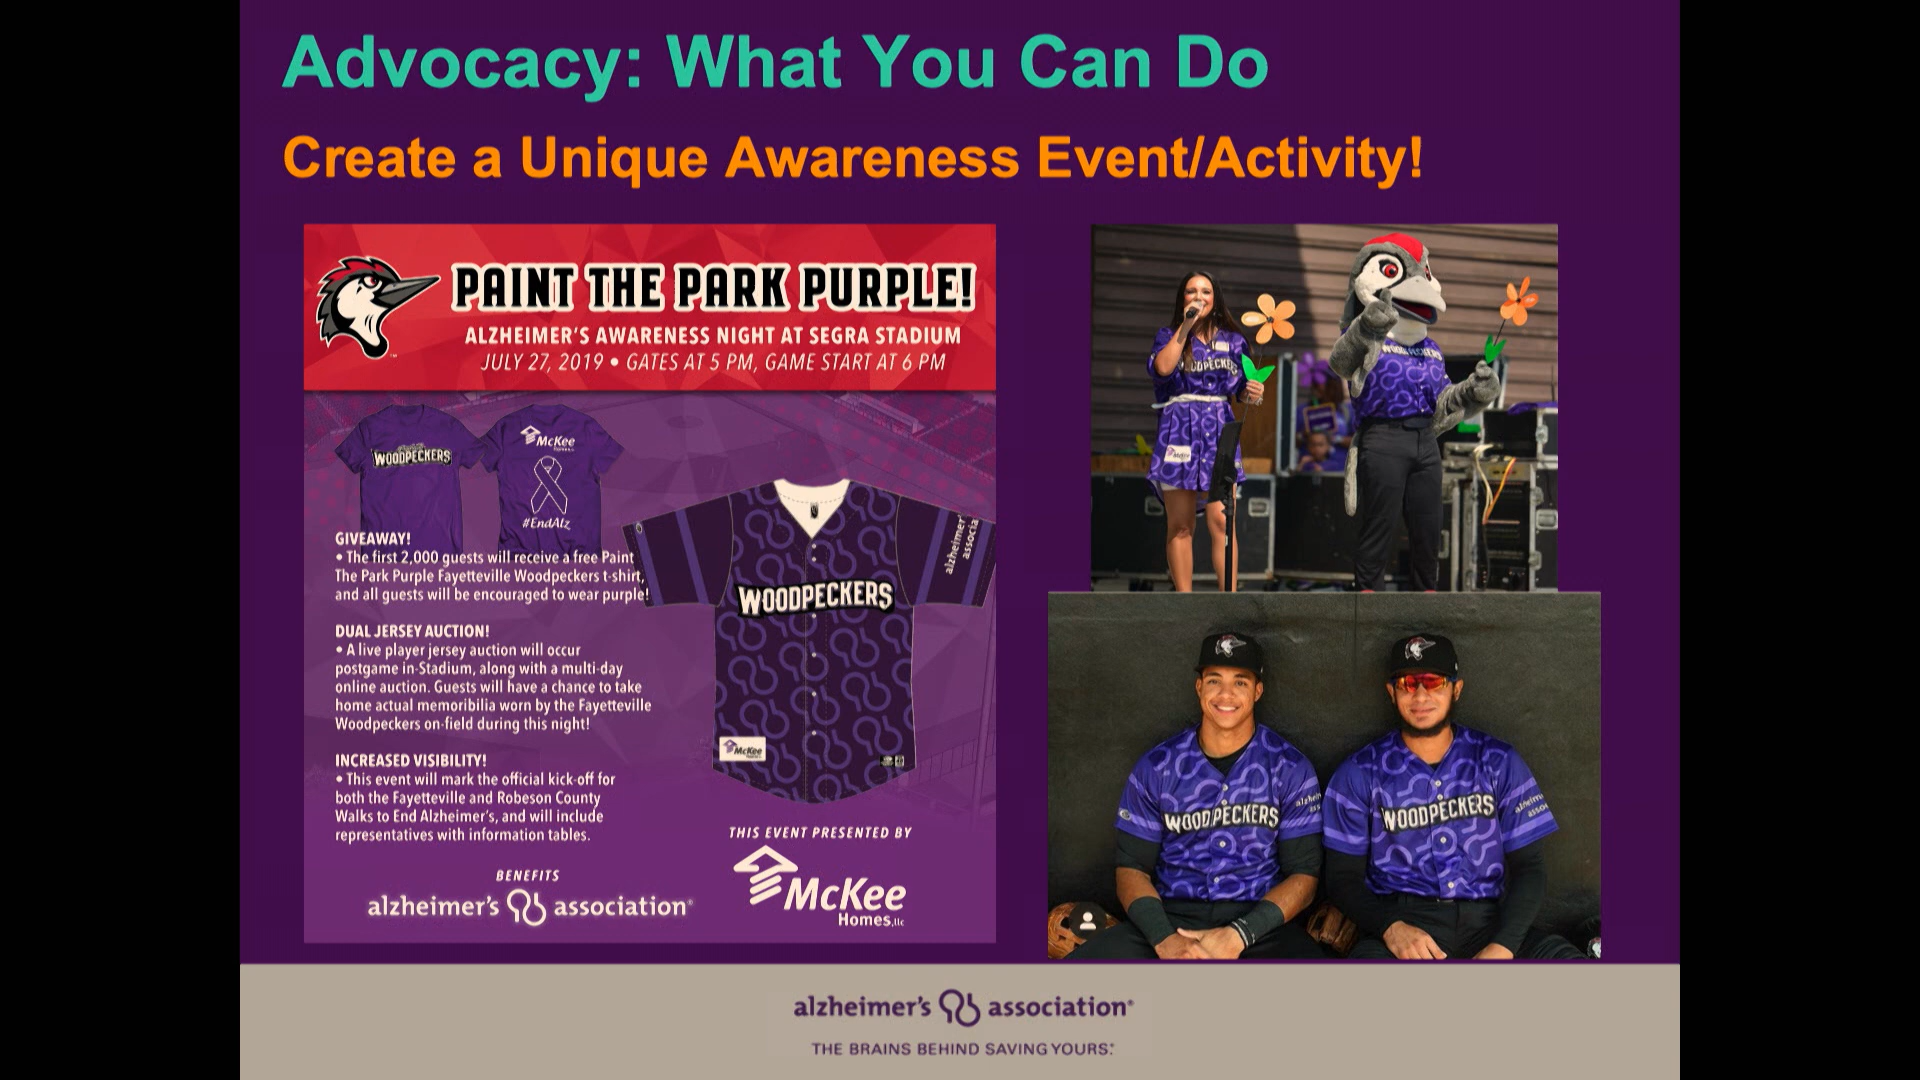 Advocacy: What You Can Do
Create a Unique Awareness Event/Activity!
PAINT THE PARK PURPLE!
ALZHEIMER'S AWARENESS NIGHT AT SEGRA STADIUM
JULY 27, 2019 • GATES AT 5 PM, GAME START AT 6 PM
WOODPECKERS
McKee
#EndAlz
GIVEAWAY!
• The first 2,000 guests will receive a free Paint
The Park Purple Fayetteville Woodpeckers t-shirt,
and all guests will be encouraged to wear purple!
DUAL JERSEY AUCTION!
• A live player jersey auction will occur
postgame in-Stadium, along with a multi-day
online auction. Guests will have a chance to take
home actual memoribilia worn by the Fayetteville
Woodpeckers on-field during this night!
INCREASED VISIBILITY!
• This event will mark the official kick-off for
both the Fayetteville and Robeson County
Walks to End Alzheimer's, and will include
representatives with information tables.
BENEFITS
alzheimer's association®
WOODPECKERS
alzheimer'
associa
McKee
THIS EVENT PRESENTED BY
McKee
Homes,llc
WOODPECKERS
WOODPECKERS
McKee
WOODPECKERS
WOODPECKERS
alzheimer's association®
THE BRAINS BEHIND SAVING YOURS.®